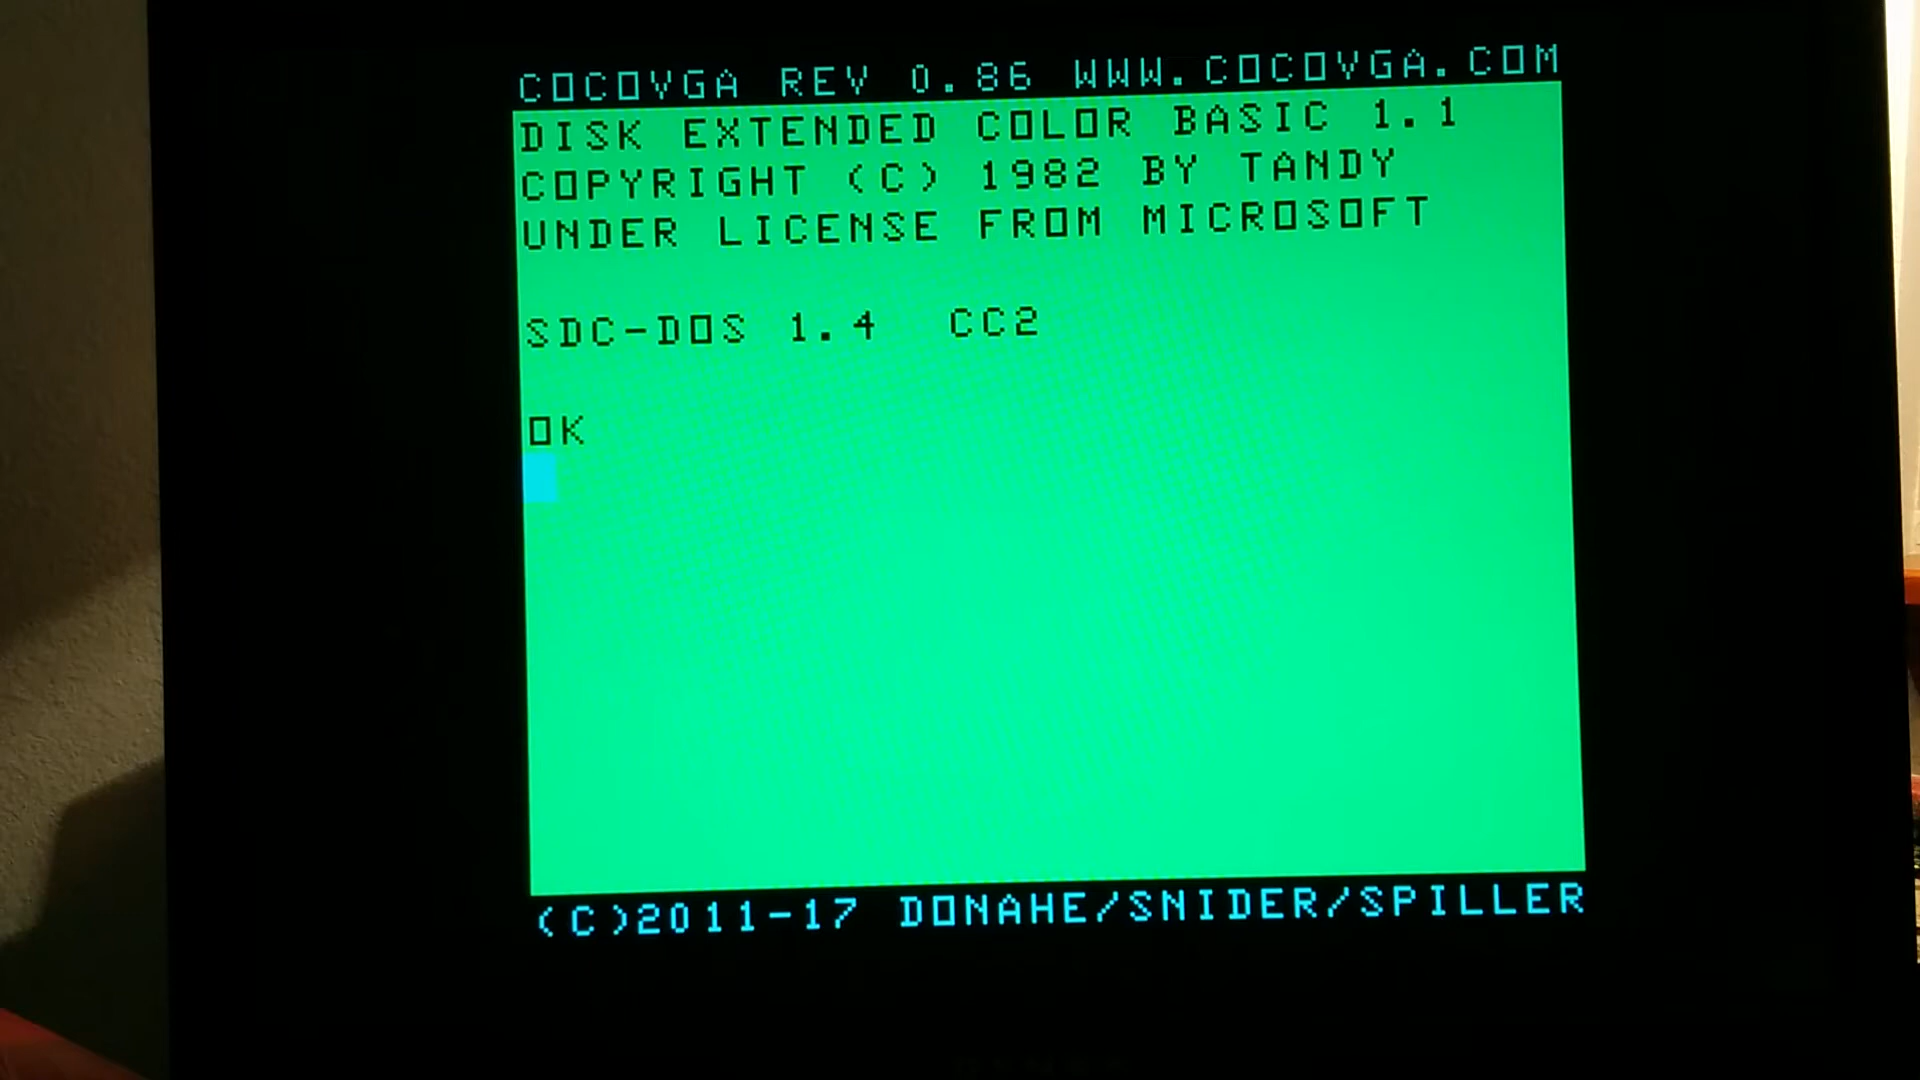 COCOVGA REV 0.86 WWW.COCOVGA.COM
DISK EXTENDED COLOR BASIC 1.1
COPYRIGHT (C) 1982 BY TANDY
UNDER LICENSE FROM MICROSOFT
SDC-DOS 1.4 CC2
OK
(C)2011-17 DONAHE/SNIDER/SPILLER